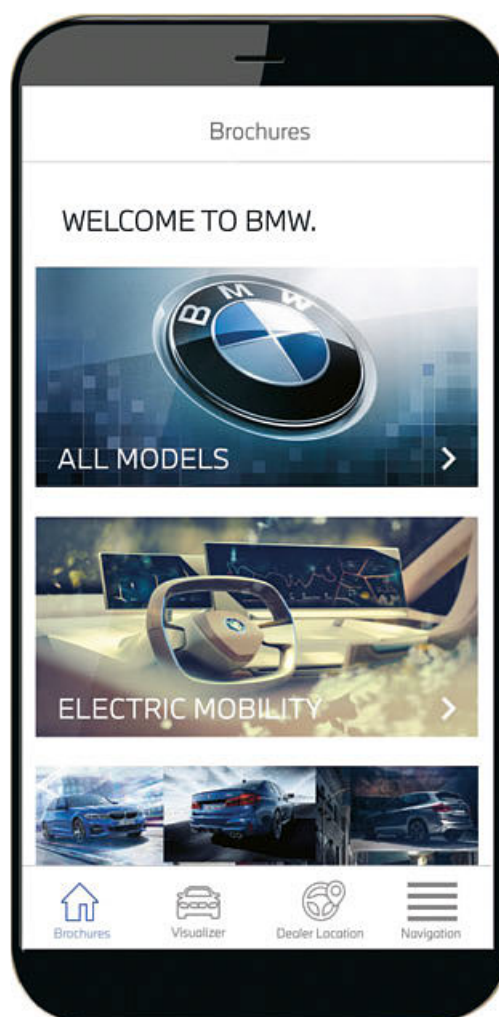 Brochures
WELCOME TO BMW.
BMW
ALL MODELS
ELECTRIC MOBILITY
Brochures
Visualizer
Dealer Location
Navigation